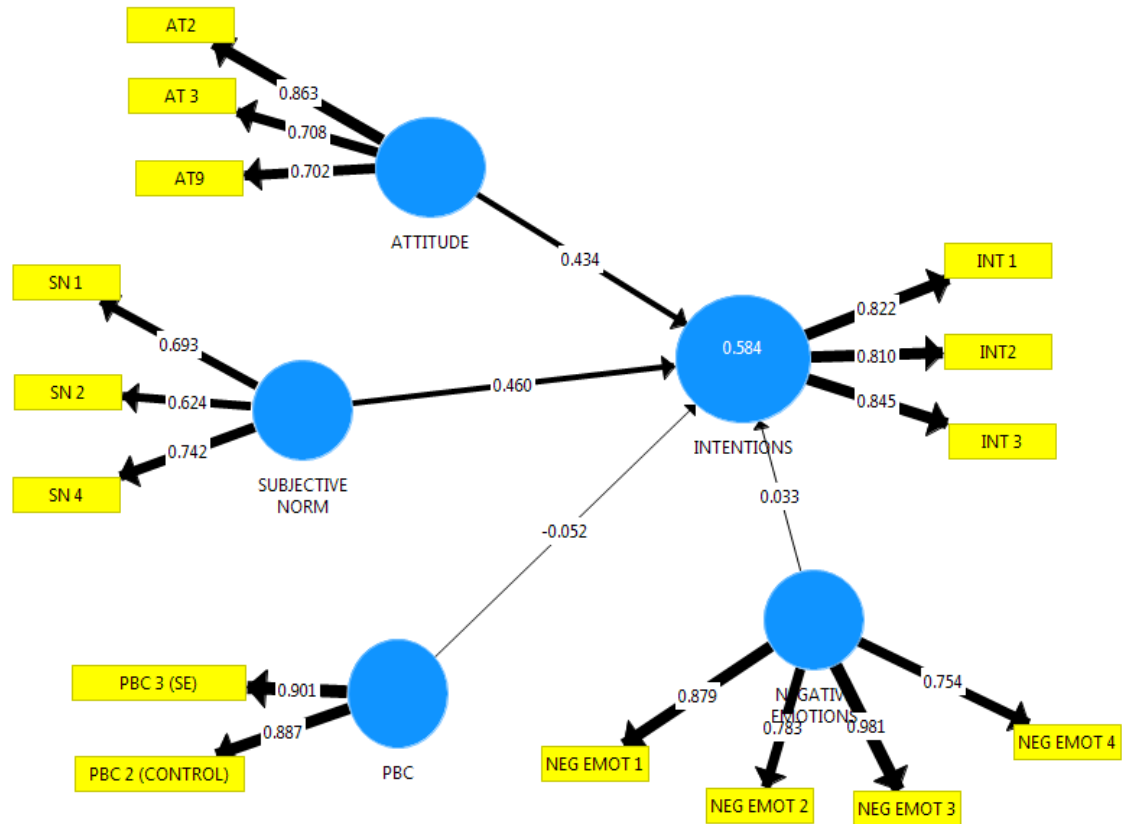 AT2
0.863
AT 3
0.708
AT9
0.702
ATTITUDE
0.434
SN 1
0.693
SN 2
0.624
SN 4
0.742
SUBJECTIVE
NORM
0.460
INT 1
0.822
0.584
INT2
0.810
INT 3
0.845
INTENTIONS
0.033
-0.052
PBC 3 (SE)
0.901
PBC 2 (CONTROL)
0.887
PBC
NEGATIVE
EMOTIONS
0.879
0.783
0.981
0.754
NEG EMOT 1
NEG EMOT 2
NEG EMOT 3
NEG EMOT 4